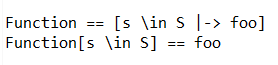 Function == [s \in S |-> foo]
Function[s \in S] == foo